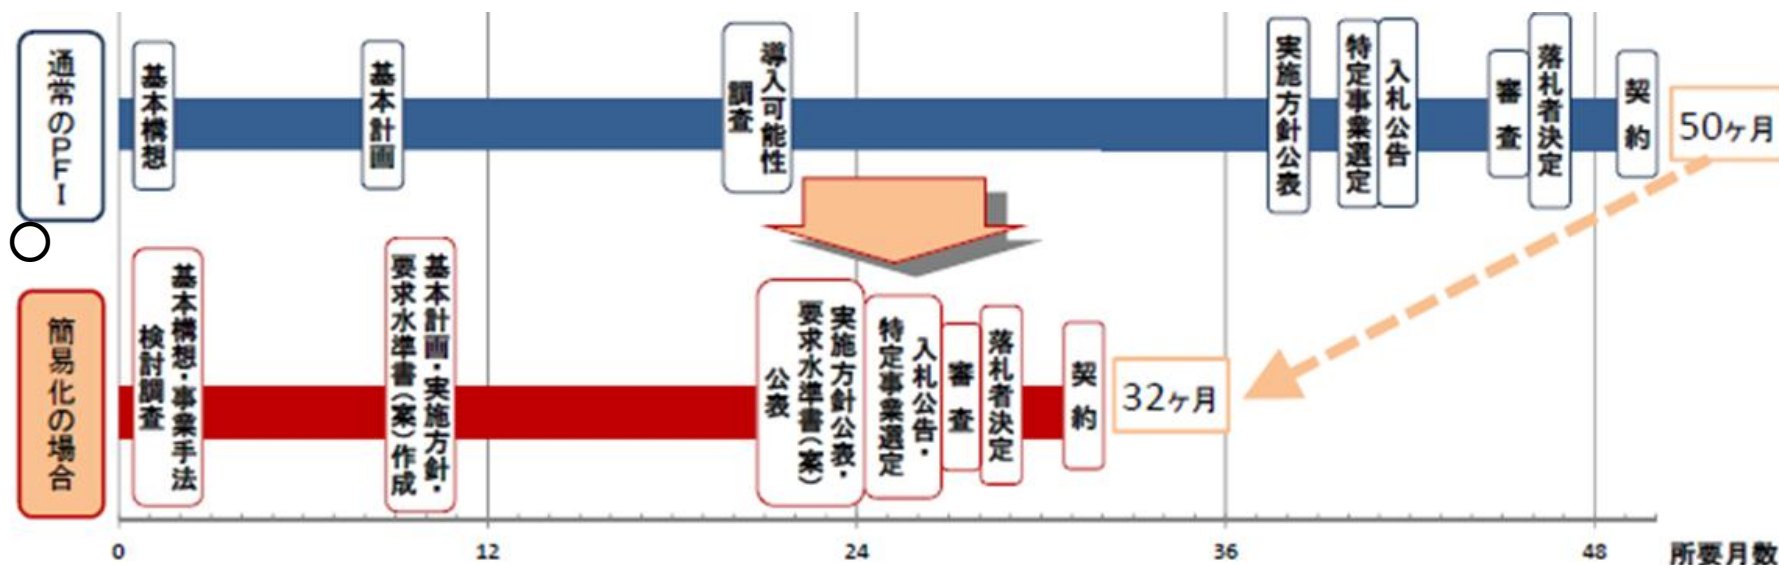 通常のPFI
基本構想
基本計画
導入可能性
調査
実施方針公表
特定事業選定
入札公告
審査
落札者決定
契約
50ヶ月
簡易化の場合
基本構想・事業手法
検討調査
基本計画・実施方針・
要求水準書(案)作成
実施方針公表・
要求水準書(案)
公表
入札公告・
特定事業選定
審査
落札者決定
契約
32ヶ月
0
12
24
36
48
所要月数